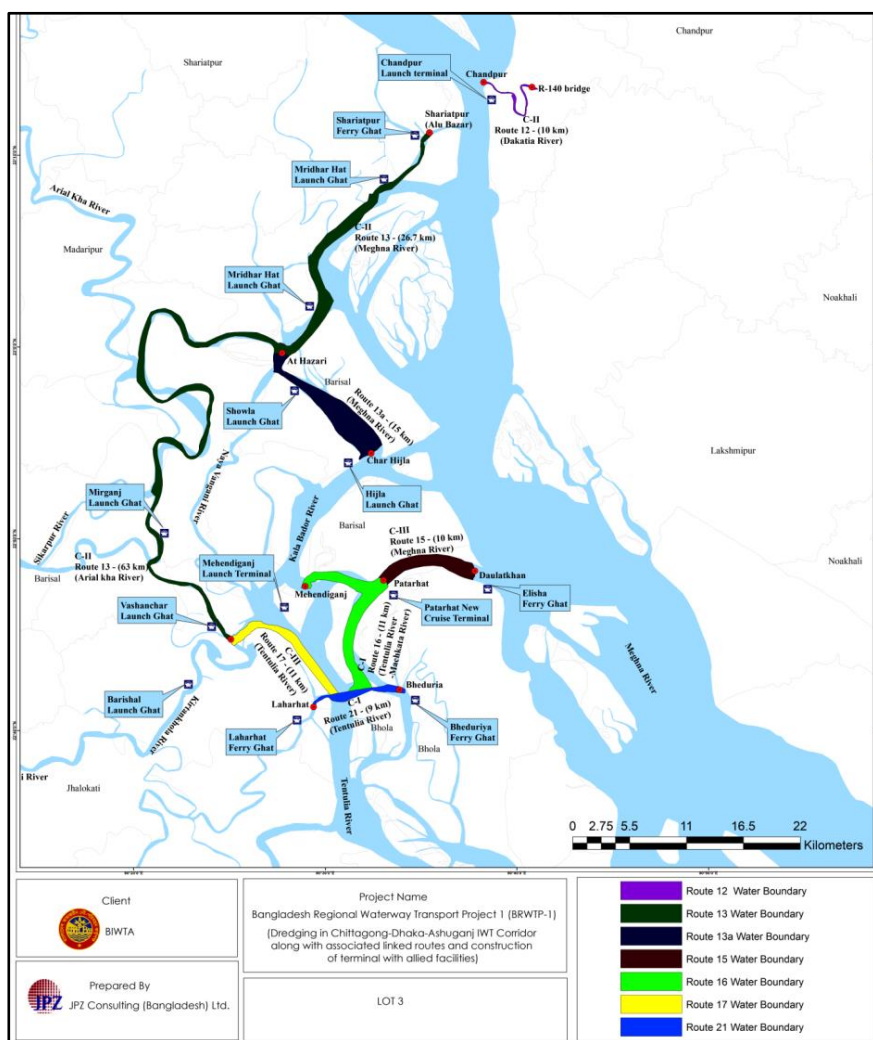 Chandpur
Shariatpur
Chandpur
Launch terminal
Chandpur
R-140 bridge
C-II
Route 12 - (10 km)
(Dakatia River)
Shariatpur
Ferry Ghat
Shariatpur
(Alu Bazar)
Mridhar Hat
Launch Ghat
Arial Kha River
Madaripur
C-II
Route 13 - (26.7 km)
(Meghna River)
Mridhar Hat
Launch Ghat
Noakhali
At Hazari
Barisal
Route 13a - (15 km)
(Meghna River)
Showla
Launch Ghat
Char Hijla
Lakshmipur
Hijla
Launch Ghat
Naya Vangani River
Mirganj
Launch Ghat
Sikarpur River
Kala Bador River
Barisal
C-II
Route 13 - (63 km)
(Arial kha River)
Barisal
C-III
Route 15 - (10 km)
(Meghna River)
Noakhali
Mehendiganj
Launch Terminal
Mehendiganj
Patarhat
Daulatkhan
Elisha
Ferry Ghat
Patarhat New
Cruise Terminal
Vashanchar
Launch Ghat
C-III
Route 17 - (11 km)
(Tentulia River)
C-I
Route 16 - (11 km)
(Tentulia River
-Machkata River)
Meghna River
Barishal
Launch Ghat
Kirtankhola River
Laharhat
Bheduria
C-I
Route 21 - (9 km)
(Tentulia River)
Laharhat
Ferry Ghat
Bheduriya
Ferry Ghat
Bhola
Bhola
i River
Jhalokati
Tentulia River
0 2.75 5.5 11 16.5 22
Kilometers
Client
BIWTA
Prepared By
JPZ
JPZ Consulting (Bangladesh) Ltd.
Project Name
Bangladesh Regional Waterway Transport Project 1 (BRWTP-1)
(Dredging in Chittagong-Dhaka-Ashuganj IWT Corridor
along with associated linked routes and construction
of terminal with allied facilities)
LOT 3
Route 12 Water Boundary
Route 13 Water Boundary
Route 13a Water Boundary
Route 15 Water Boundary
Route 16 Water Boundary
Route 17 Water Boundary
Route 21 Water Boundary